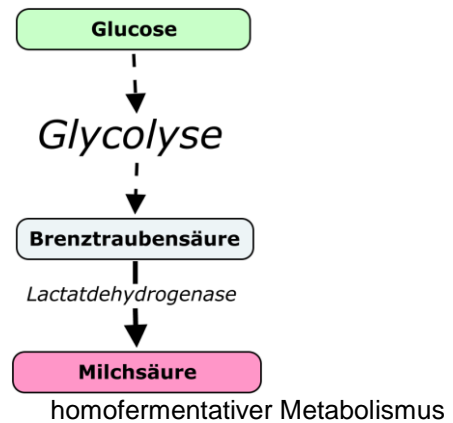 Glucose
Glycolyse
Brenztraubensäure
Lactatdehydrogenase
Milchsäure
homofermentativer Metabolismus